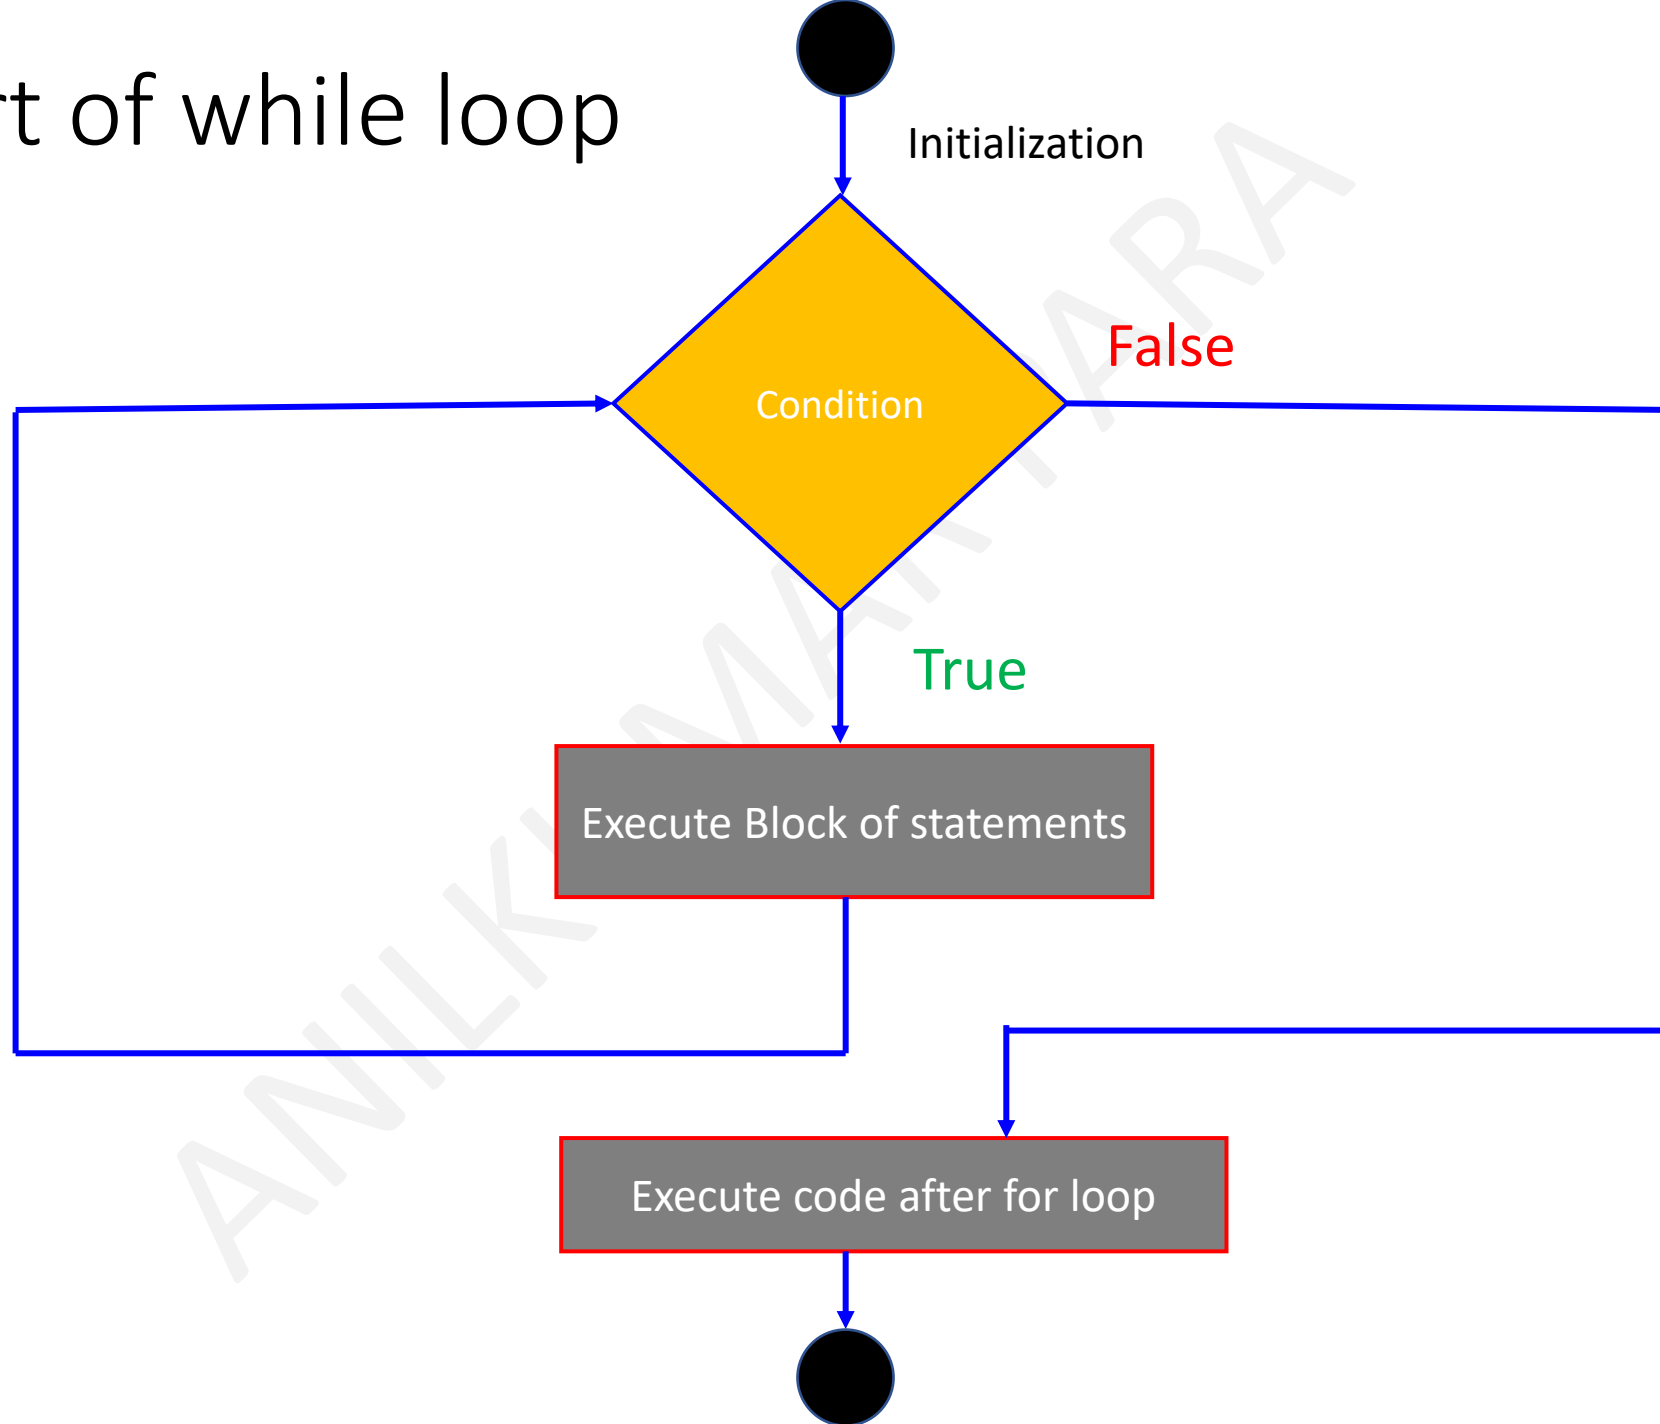 rt of while loop
Initialization
False
Condition
True
Execute Block of statements
Execute code after for loop